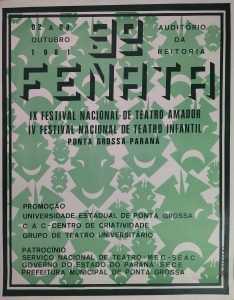 02 A 09
OUTUBRO
1981
9º
AUDITÓRIO
DA
REITORIA
FENATA
IX FESTIVAL NACIONAL DE TEATRO AMADOR
IV FESTIVAL NACIONAL DE TEATRO INFANTIL
PONTA GROSSA-PARANÁ
PROMOÇÃO
UNIVERSIDADE ESTADUAL DE PONTA GROSSA
C A C - CENTRO DE CRIATIVIDADE
GRUPO DE TEATRO UNIVERSITÁRIO
PATROCÍNIO
SERVIÇO NACIONAL DE TEATRO-MEC-SEAC
GOVERNO DO ESTADO DO PARANÁ-SECE
PREFEITURA MUNICIPAL DE PONTA GROSSA